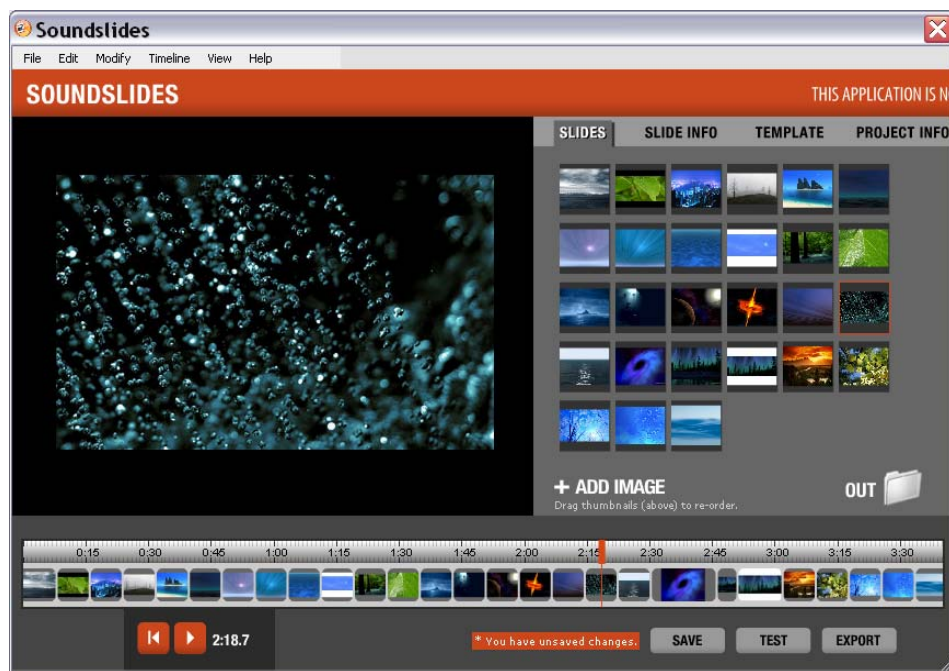 Soundslides
File Edit Modify Timeline View Help
SOUNDSLIDES
THIS APPLICATION IS
SLIDES SLIDE INFO TEMPLATE PROJECT INFO
+ ADD IMAGE
Drag thumbnails (above) to re-order.
OUT
0:15 0:30 0:45 1:00 1:15 1:30 1:45 2:00 2:15 2:30 2:45 3:00 3:15 3:30
2:18.7
* You have unsaved changes.
SAVE TEST EXPORT